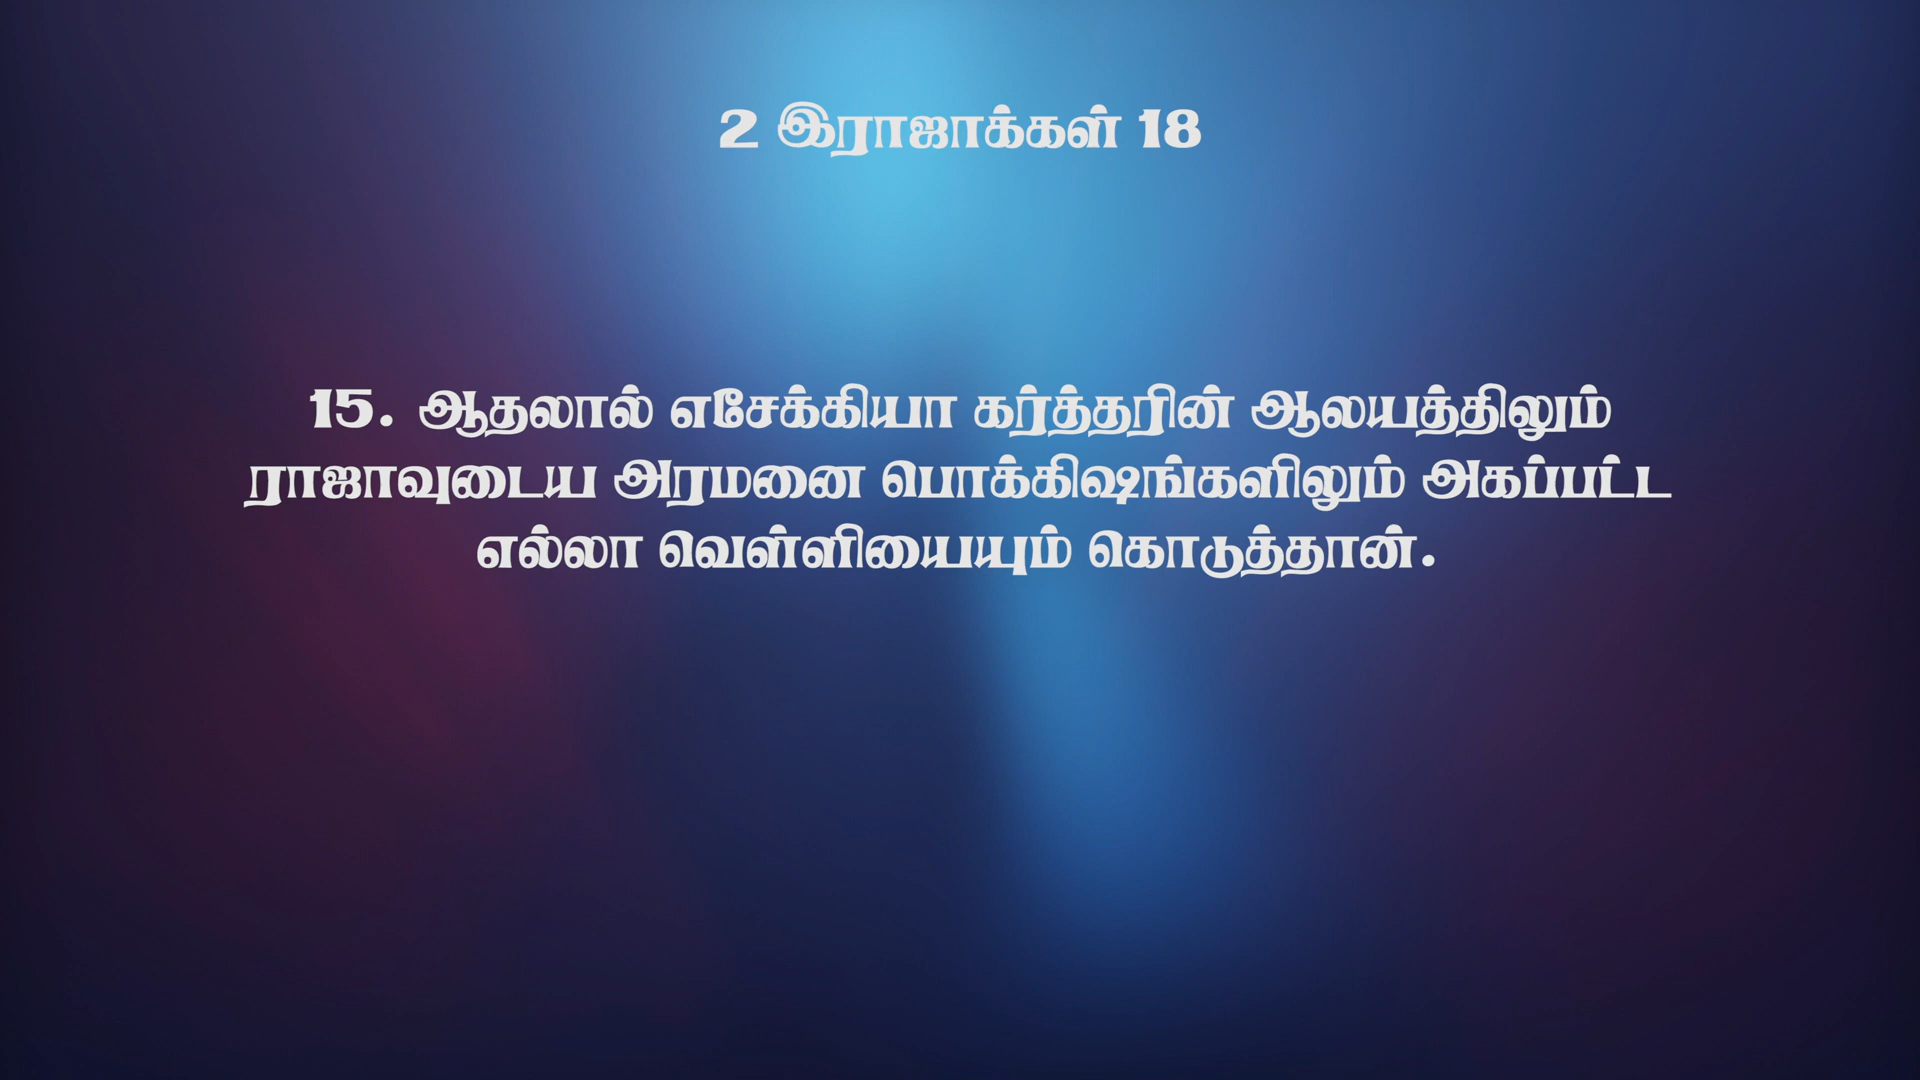 2 இராஜாக்கள் 18
15. ஆதலால் எசேக்கியா கர்த்தரின் ஆலயத்திலும்
ராஜாவுடைய அரமனை பொக்கிஷங்களிலும் அகப்பட்ட
எல்லா வெள்ளியையும் கொடுத்தான்.